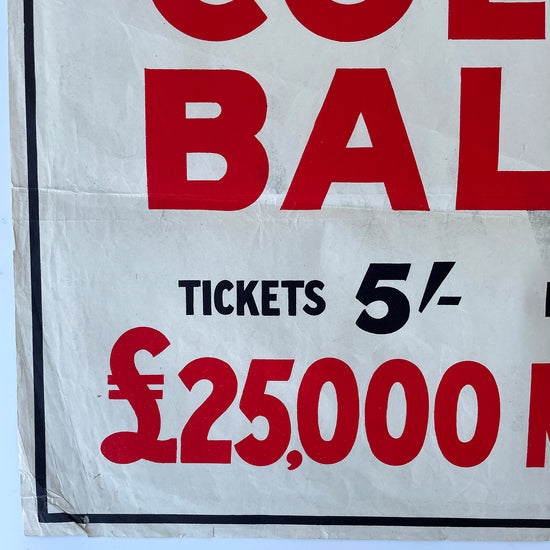 BAL
TICKETS 5/-
£25,000